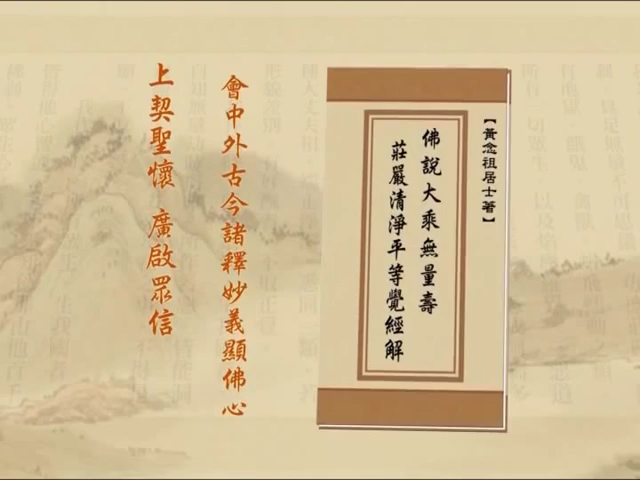 【黃念祖居士著】
佛說大乘無量壽
莊嚴清淨平等覺經解
會中外古今諸釋妙義顯佛心
上契聖懷 廣啟眾信